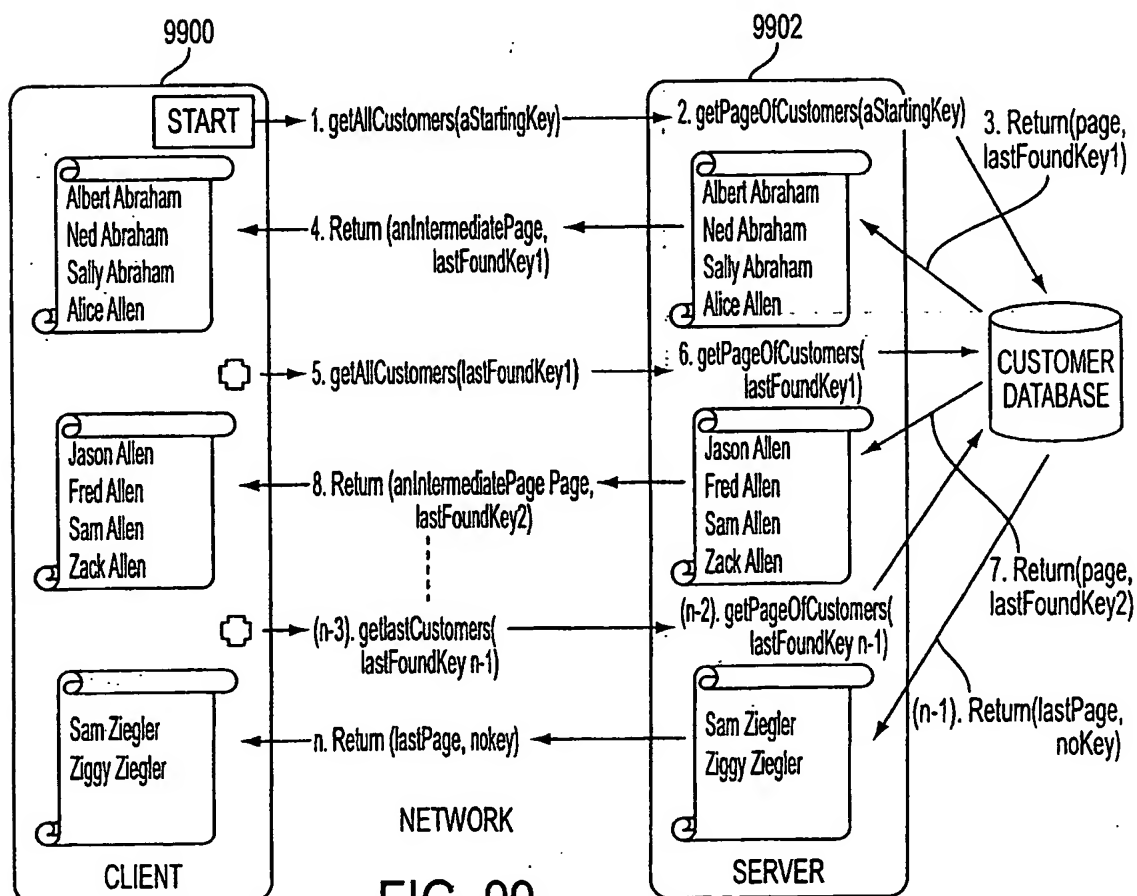 9900
9902
START
1. getAllCustomers(aStartingKey)
2. getPageOfCustomers(aStartingKey)
3. Return(page,
lastFoundKey1)
Albert Abraham
Ned Abraham
Sally Abraham
Alice Allen
4. Return (anIntermediatePage,
lastFoundKey1)
Albert Abraham
Ned Abraham
Sally Abraham
Alice Allen
CUSTOMER
DATABASE
5. getAllCustomers(lastFoundKey1)
6. getPageOfCustomers(
lastFoundKey1)
Jason Allen
Fred Allen
Sam Allen
Zack Allen
8. Return (anIntermediatePage Page,
lastFoundKey2)
Jason Allen
Fred Allen
Sam Allen
Zack Allen
7. Return(page,
lastFoundKey2)
(n-3). getlastCustomers(
lastFoundKey n-1)
(n-2). getPageOfCustomers(
lastFoundKey n-1)
(n-1). Return(lastPage,
noKey)
Sam Ziegler
Ziggy Ziegler
n. Return (lastPage, nokey)
Sam Ziegler
Ziggy Ziegler
NETWORK
CLIENT
SERVER
FIG. 99